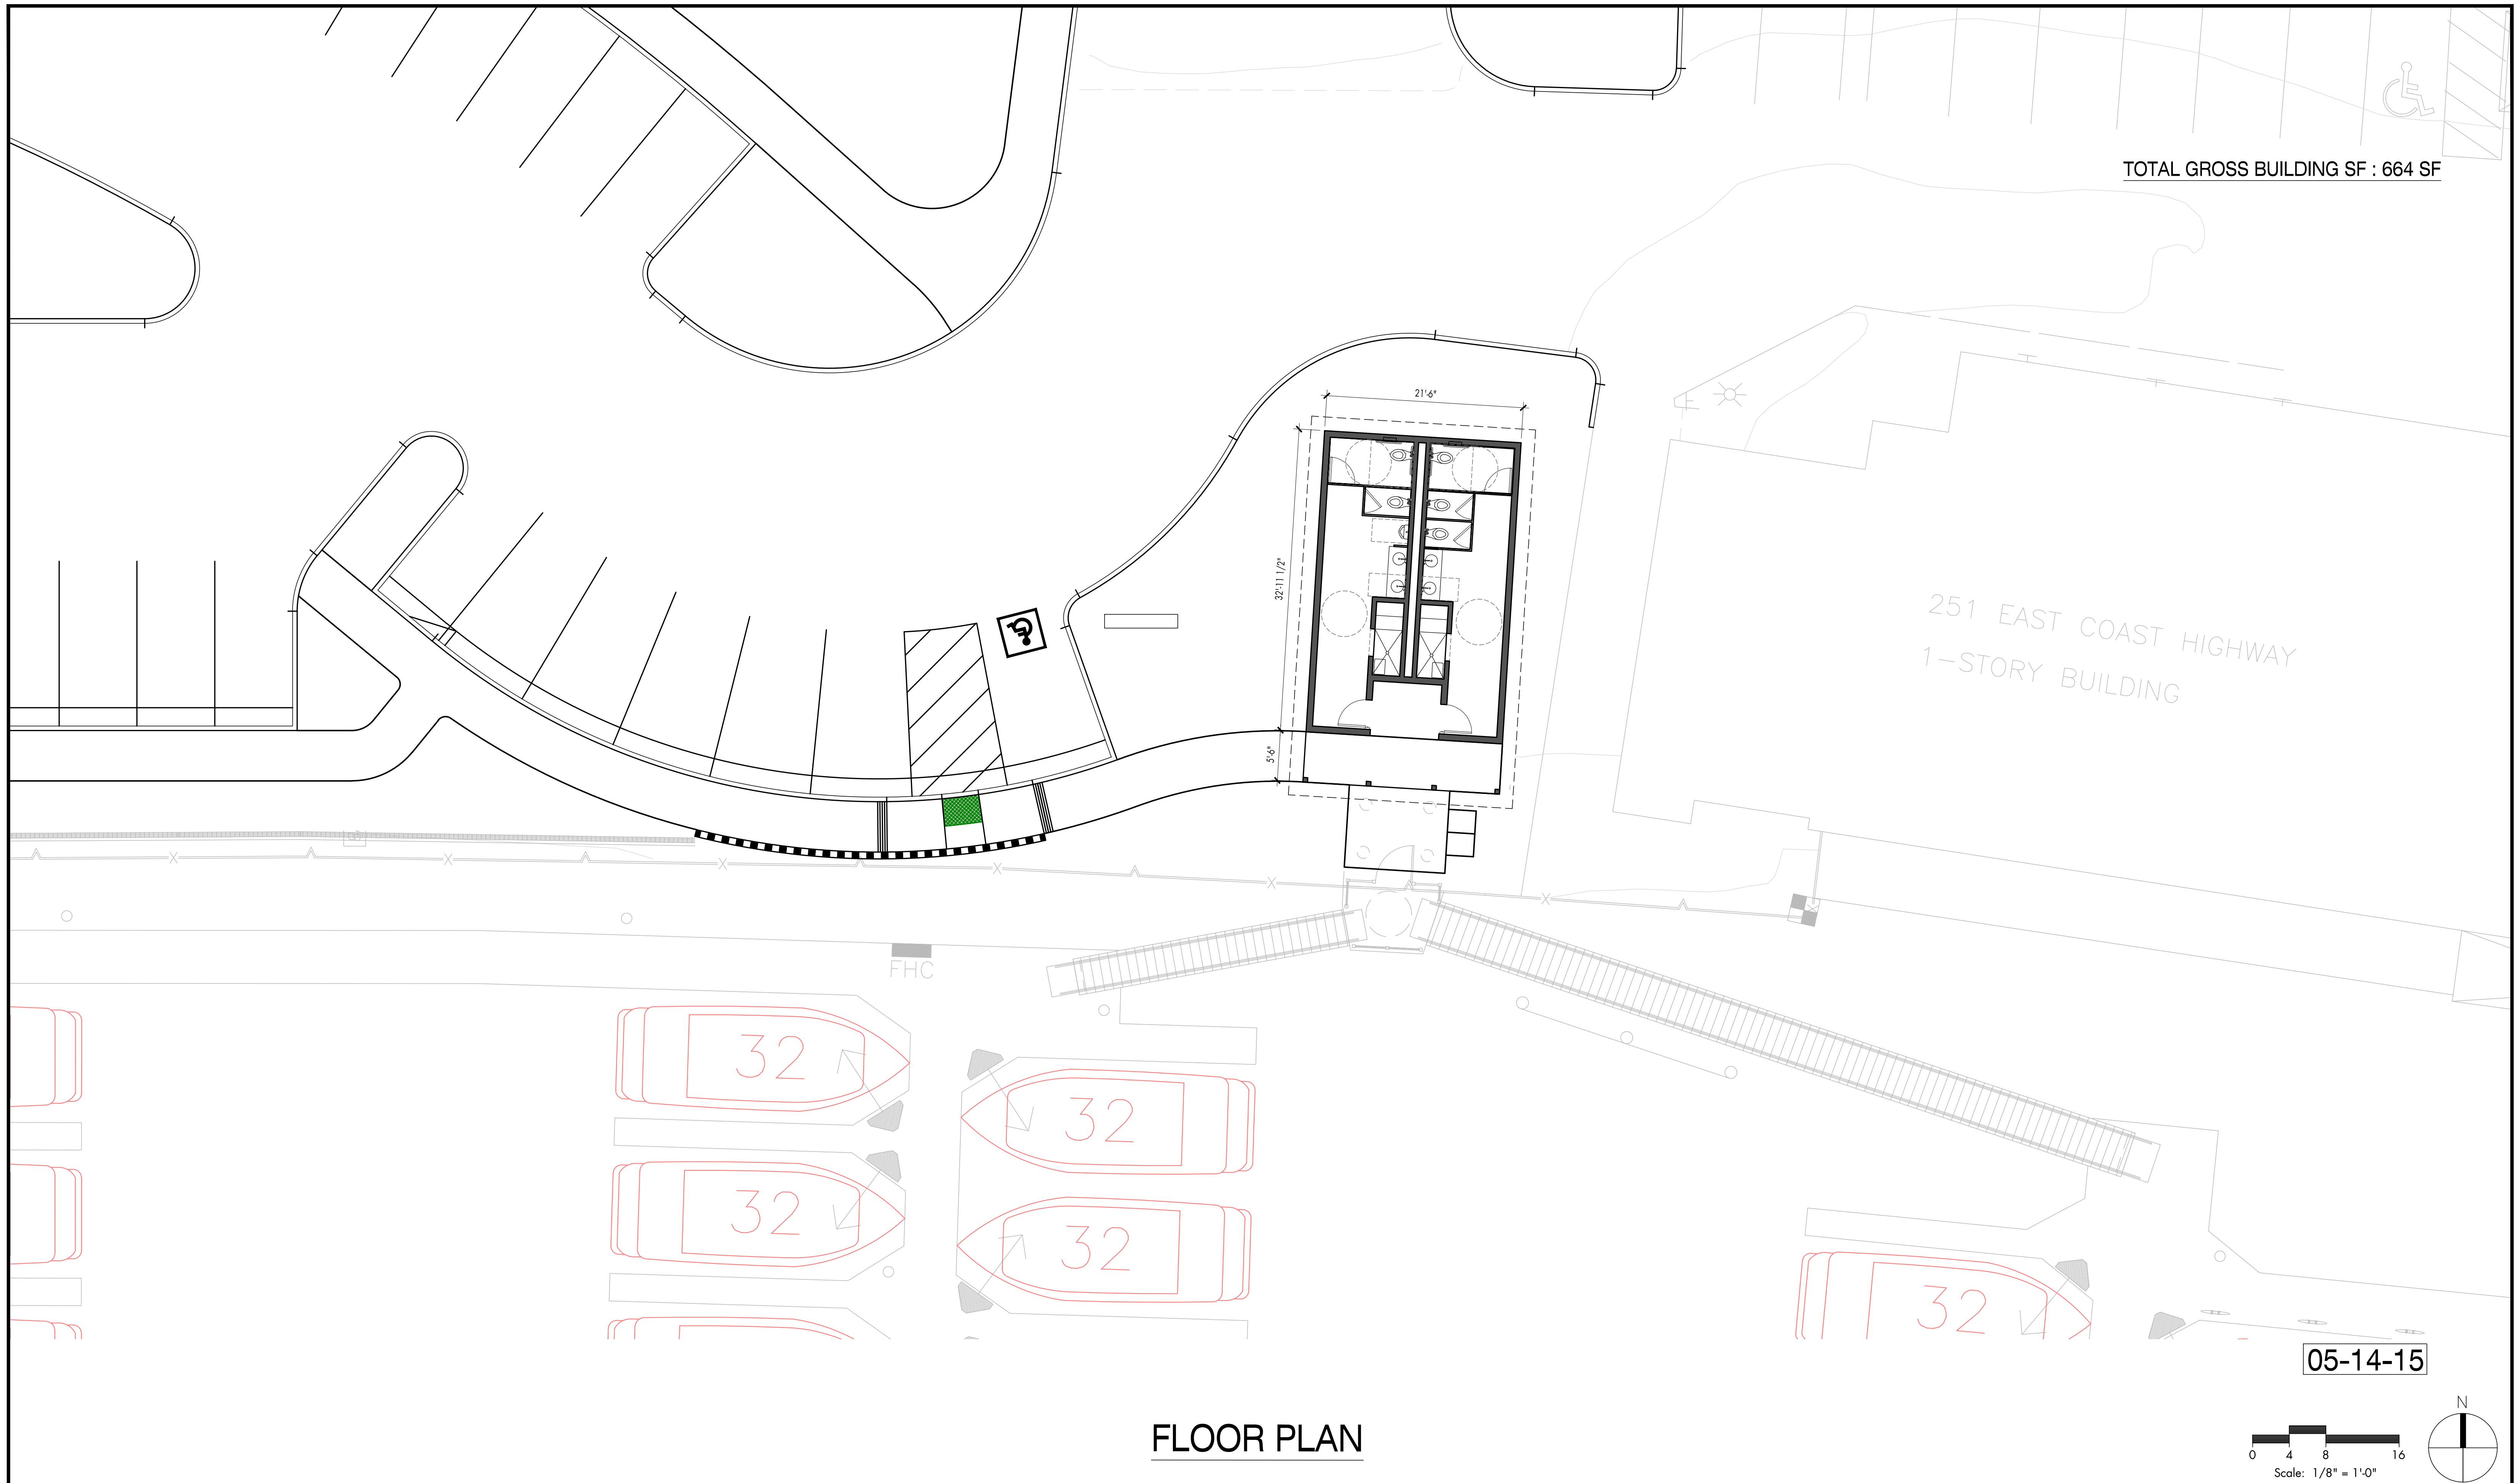 TOTAL GROSS BUILDING SF : 664 SF
21'-6"
32'-11 1/2"
5'-6"
251 EAST COAST HIGHWAY
1-STORY BUILDING
FHC
32
32
32
32
32
05-14-15
FLOOR PLAN
N
0 4 8 16
Scale: 1/8" = 1'-0"